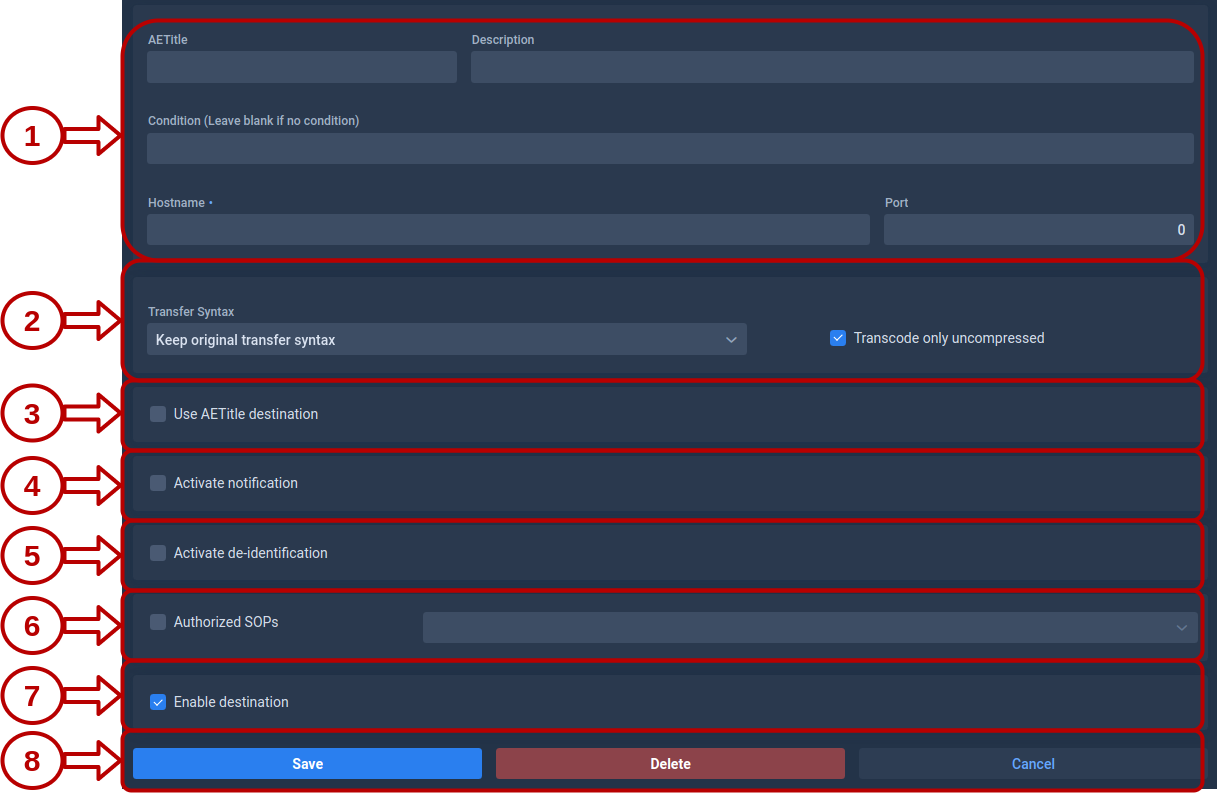 AETitle Description
1 Condition (Leave blank if no condition)
Hostname • Port
0
Transfer Syntax
2 Keep original transfer syntax Transcode only uncompressed
3 Use AETitle destination
4 Activate notification
5 Activate de-identification
6 Authorized SOPs
7 Enable destination
8 Save Delete Cancel